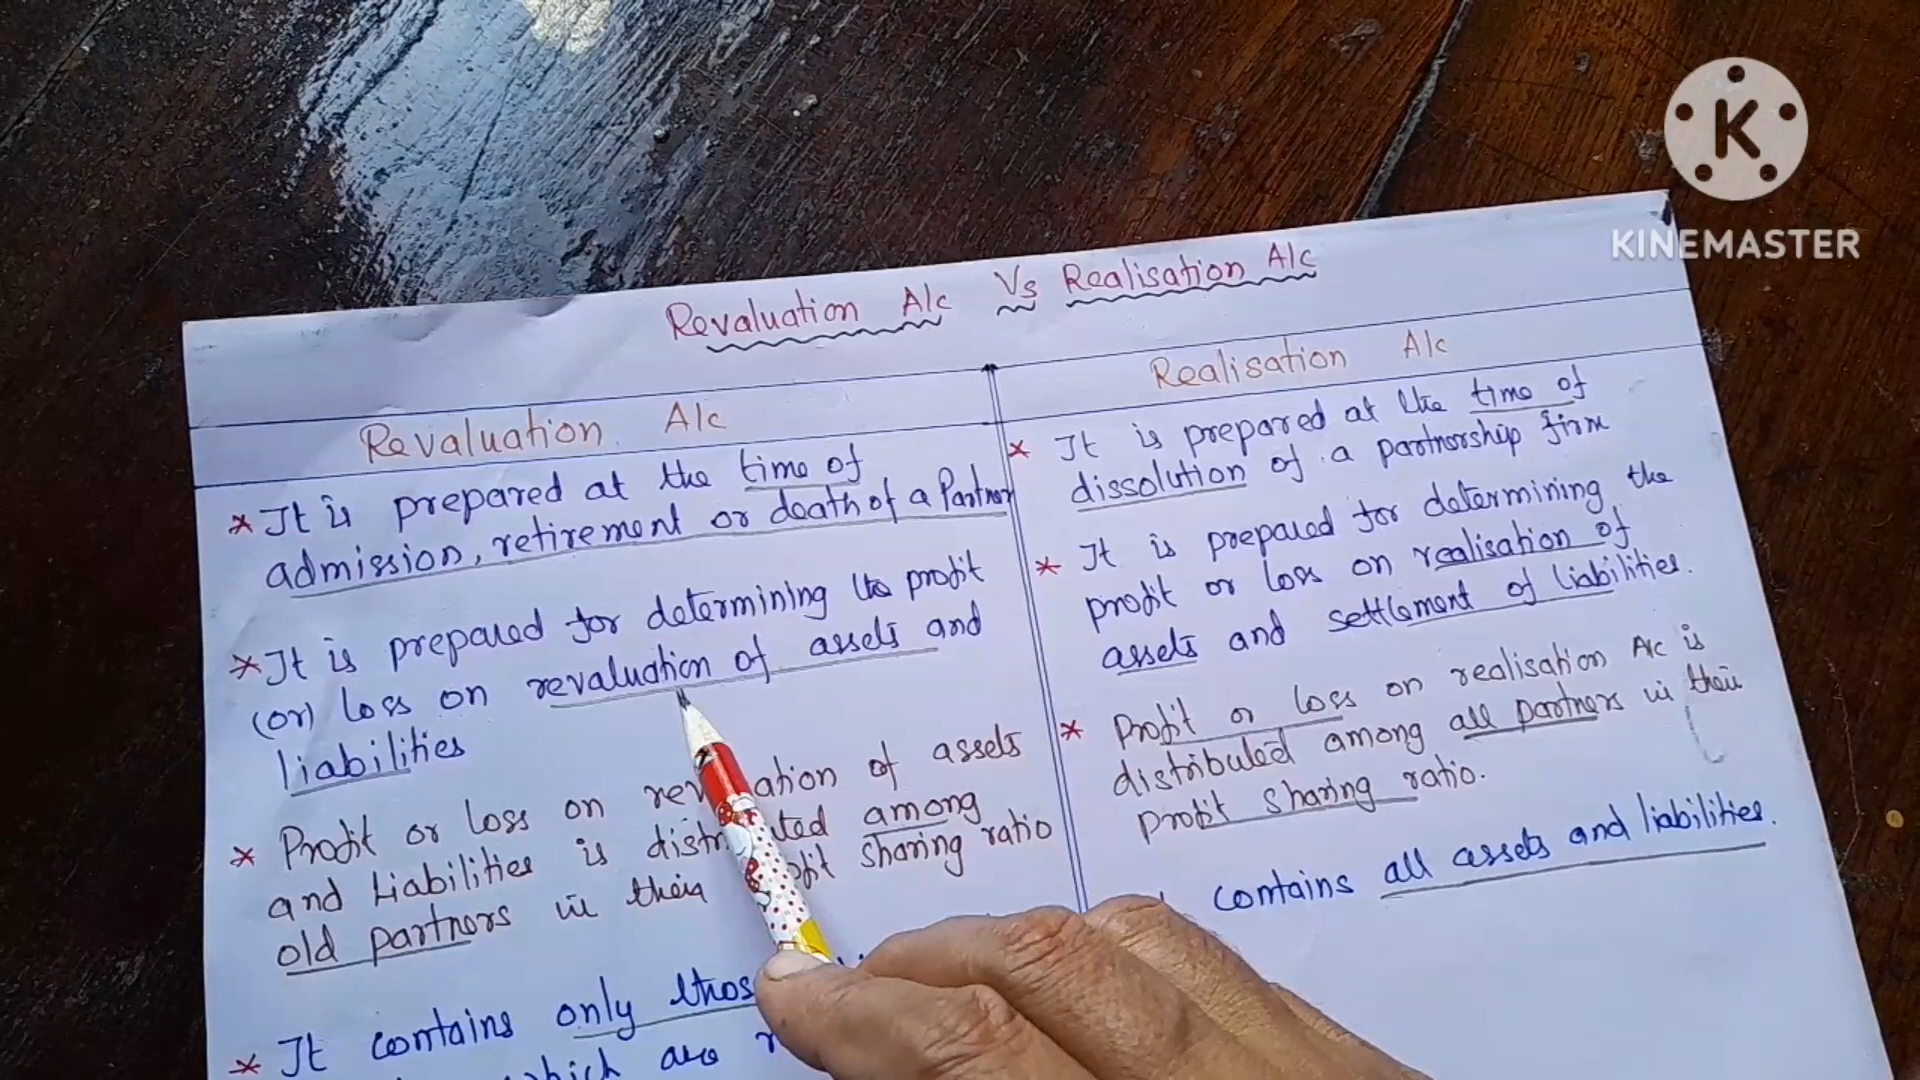 K
KINEMASTER
Revaluation A/c Vs Realisation A/c
Revaluation A/c
* It is prepared at the time of
admission, retirement or death of a Partner
* It is prepared for determining the profit
(or) loss on revaluation of assets and
liabilities
* Profit or loss on revaluation of assets
and Liabilities is distributed among
old partners in their profit sharing ratio
* It contains only those
which are
Realisation A/c
* It is prepared at the time of
dissolution of a partnership firm
* It is prepared for determining the
profit or loss on realisation of
assets and settlement of liabilities.
* Profit or loss on realisation A/c is
distributed among all partners in their
profit sharing ratio.
contains all assets and liabilities.